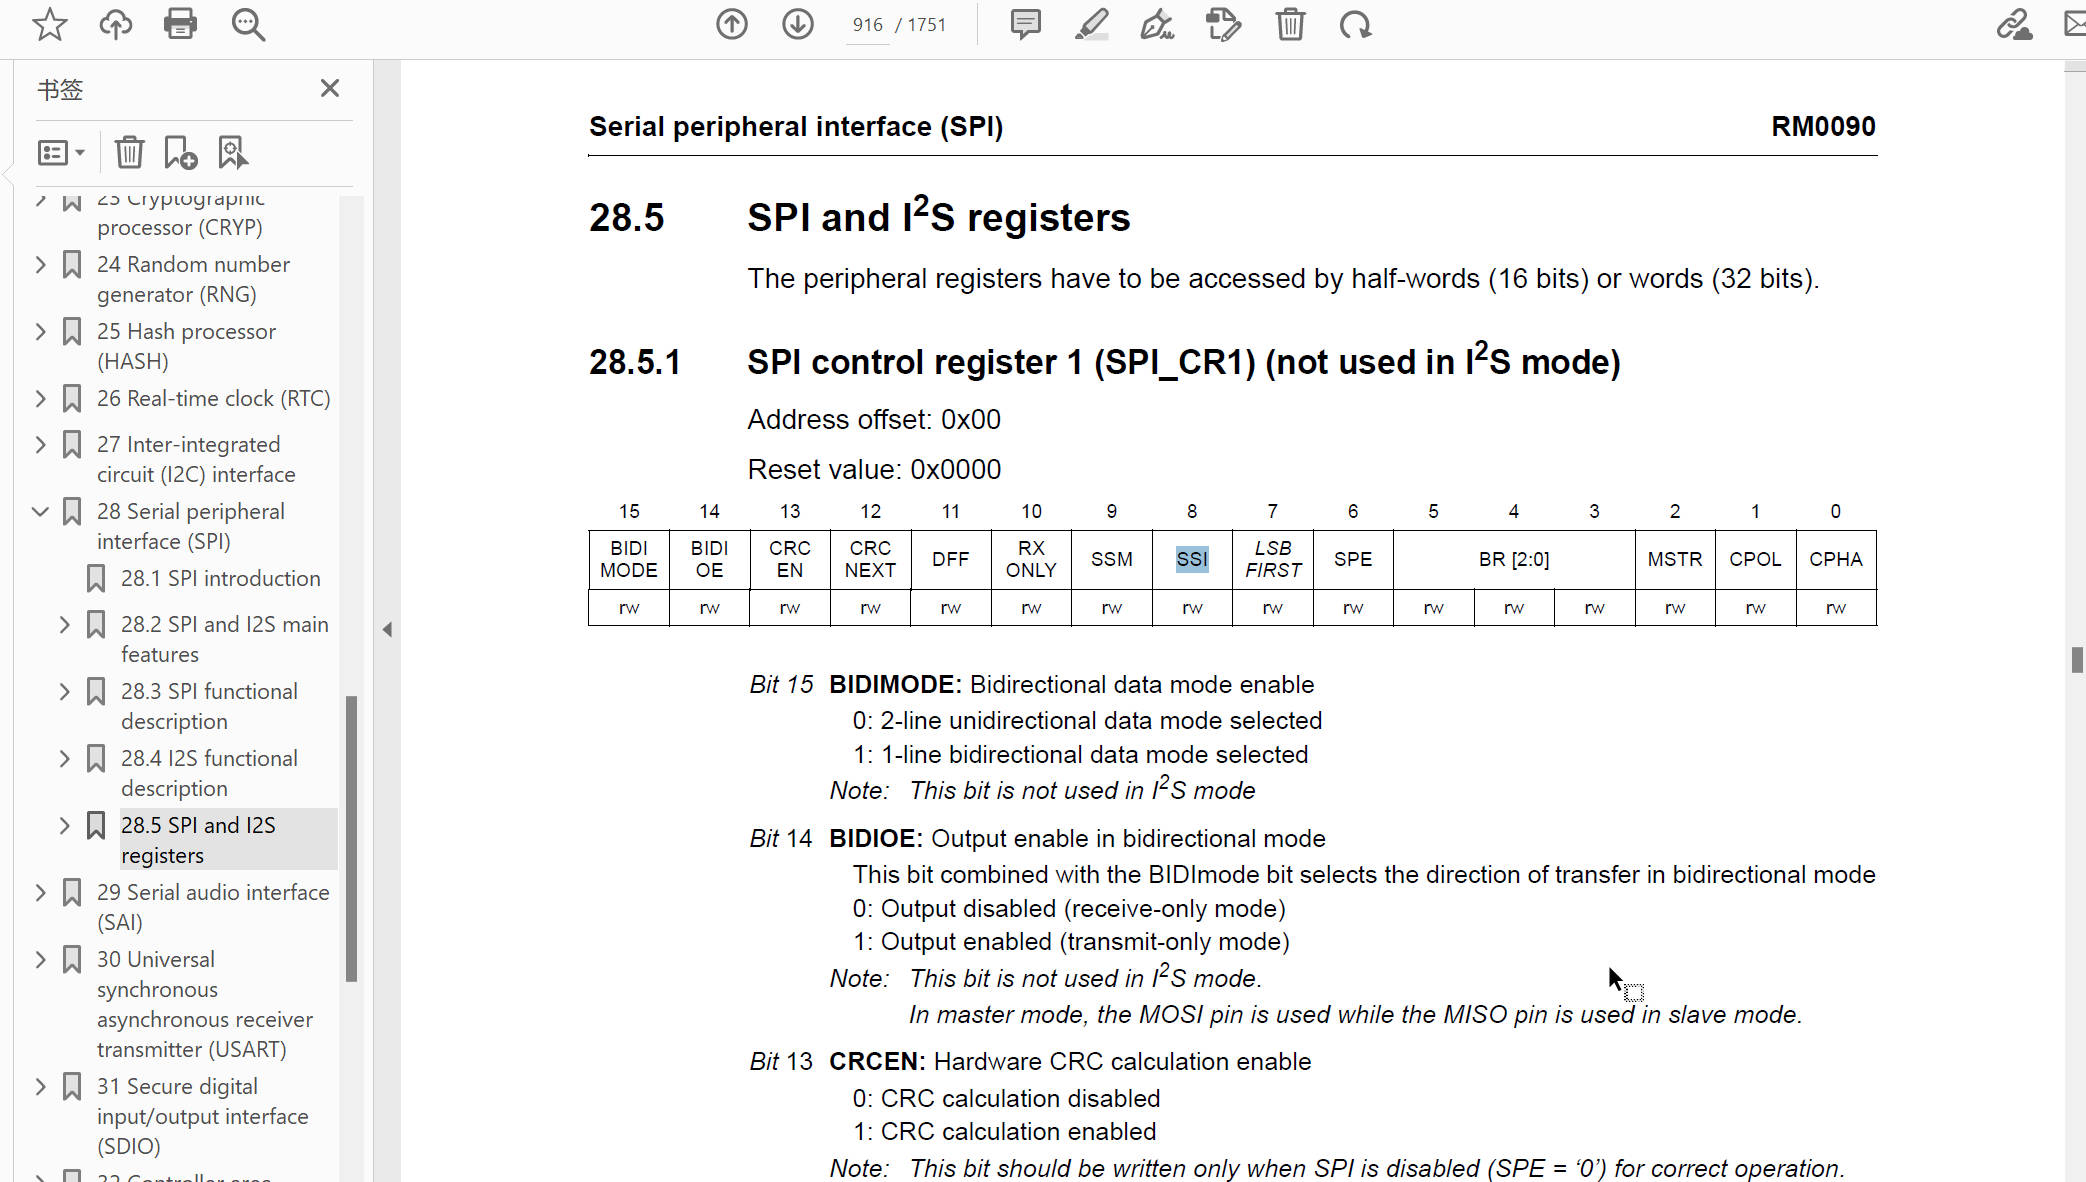 916 / 1751
书签
23 Cryptographic
processor (CRYP)
24 Random number
generator (RNG)
25 Hash processor
(HASH)
26 Real-time clock (RTC)
27 Inter-integrated
circuit (I2C) interface
28 Serial peripheral
interface (SPI)
28.1 SPI introduction
28.2 SPI and I2S main
features
28.3 SPI functional
description
28.4 I2S functional
description
28.5 SPI and I2S
registers
29 Serial audio interface
(SAI)
30 Universal
synchronous
asynchronous receiver
transmitter (USART)
31 Secure digital
input/output interface
(SDIO)
32 Controller area
Serial peripheral interface (SPI) RM0090
28.5 SPI and I²S registers
The peripheral registers have to be accessed by half-words (16 bits) or words (32 bits).
28.5.1 SPI control register 1 (SPI_CR1) (not used in I²S mode)
Address offset: 0x00
Reset value: 0x0000
15 14 13 12 11 10 9 8 7 6 5 4 3 2 1 0
BIDI MODE BIDI OE CRC EN CRC NEXT DFF RX ONLY SSM SSI LSB FIRST SPE BR [2:0] MSTR CPOL CPHA
rw rw rw rw rw rw rw rw rw rw rw rw rw rw rw rw
Bit 15 BIDIMODE: Bidirectional data mode enable
0: 2-line unidirectional data mode selected
1: 1-line bidirectional data mode selected
Note: This bit is not used in I²S mode
Bit 14 BIDIOE: Output enable in bidirectional mode
This bit combined with the BIDImode bit selects the direction of transfer in bidirectional mode
0: Output disabled (receive-only mode)
1: Output enabled (transmit-only mode)
Note: This bit is not used in I²S mode.
In master mode, the MOSI pin is used while the MISO pin is used in slave mode.
Bit 13 CRCEN: Hardware CRC calculation enable
0: CRC calculation disabled
1: CRC calculation enabled
Note: This bit should be written only when SPI is disabled (SPE = ‘0’) for correct operation.